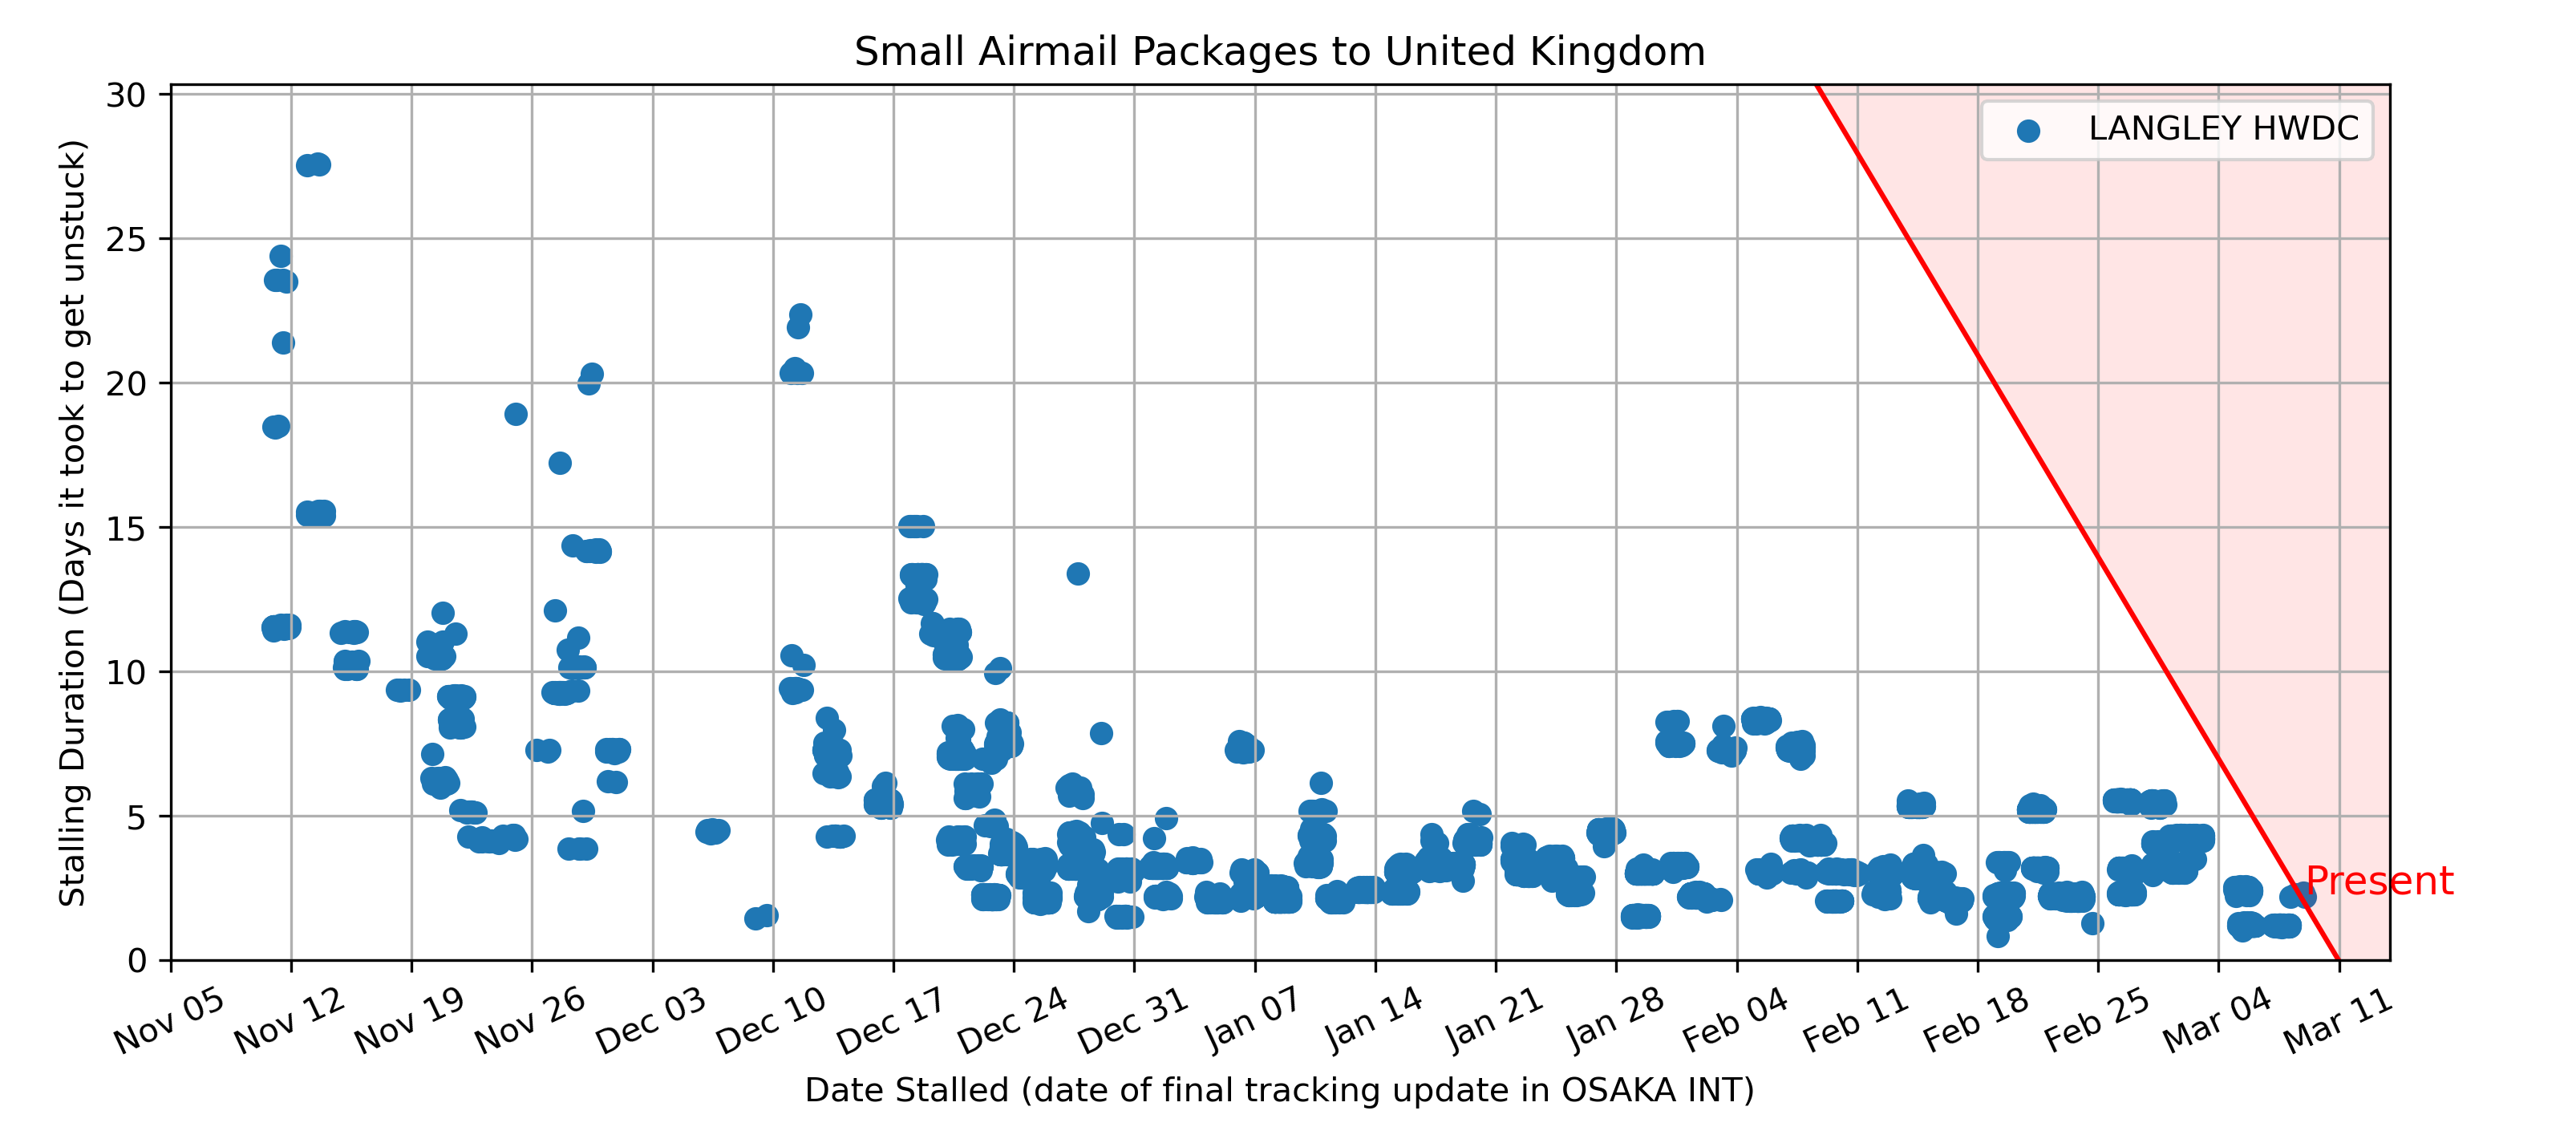 Small Airmail Packages to United Kingdom
30
25
20
15
10
5
0
Stalling Duration (Days it took to get unstuck)
LANGLEY HWDC
Present
Nov 05
Nov 12
Nov 19
Nov 26
Dec 03
Dec 10
Dec 17
Dec 24
Dec 31
Jan 07
Jan 14
Jan 21
Jan 28
Feb 04
Feb 11
Feb 18
Feb 25
Mar 04
Mar 11
Date Stalled (date of final tracking update in OSAKA INT)